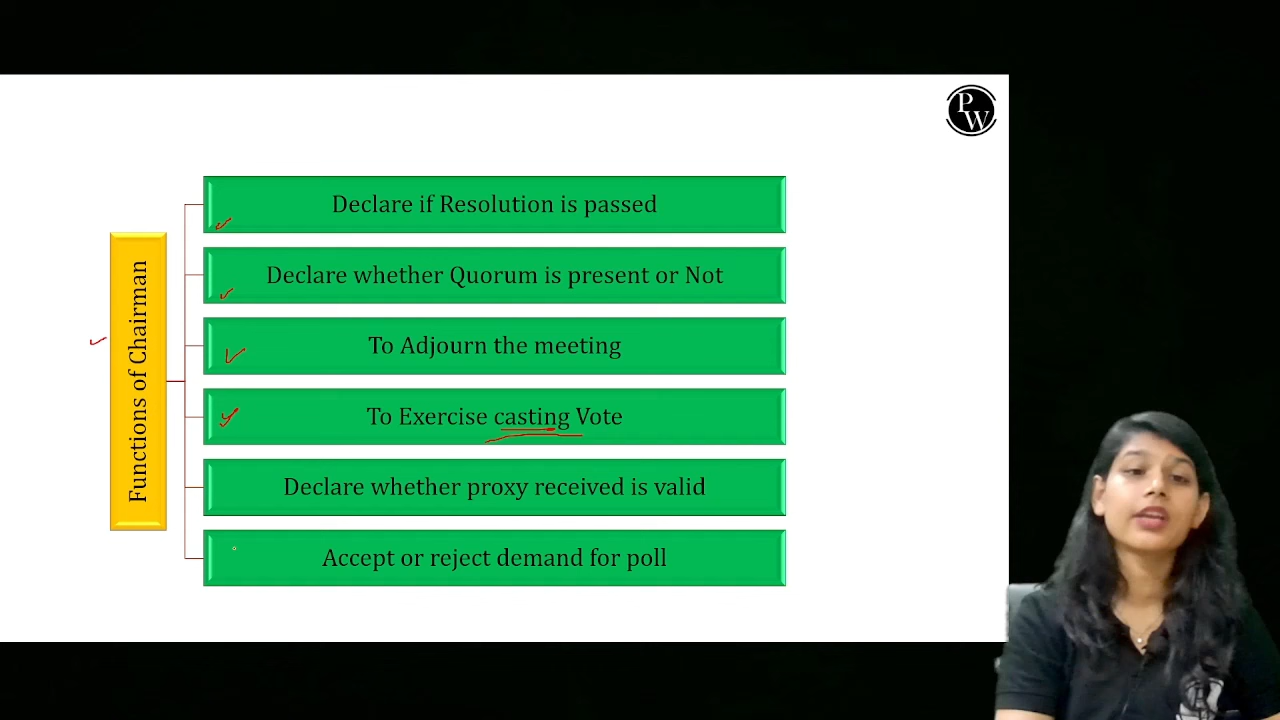 PW
Functions of Chairman
Declare if Resolution is passed
Declare whether Quorum is present or Not
To Adjourn the meeting
To Exercise casting Vote
Declare whether proxy received is valid
Accept or reject demand for poll